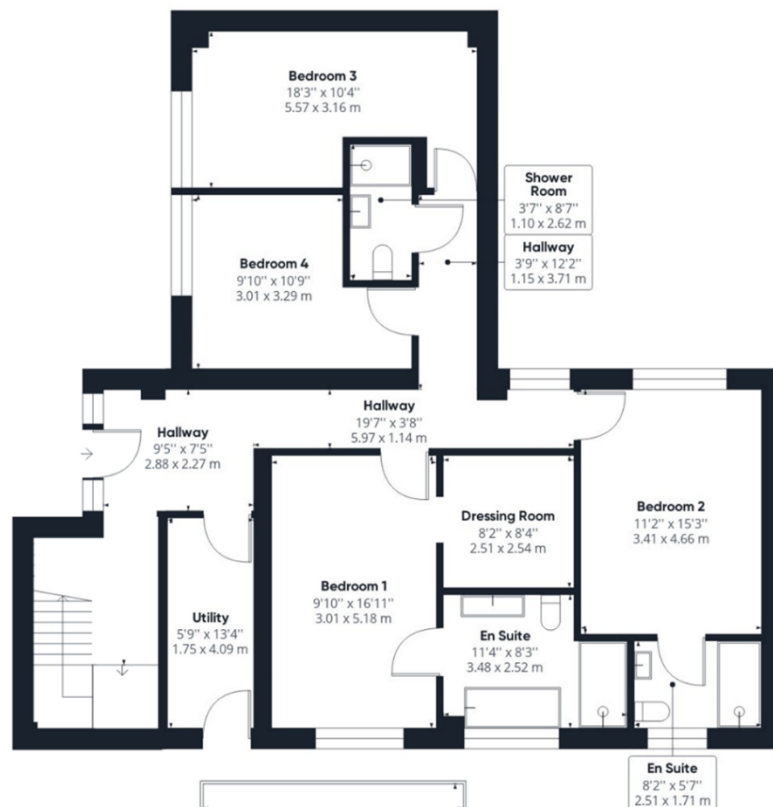 Bedroom 3
18'3'' x 10'4''
5.57 x 3.16 m
Shower
Room
3'7'' x 8'7''
1.10 x 2.62 m
Hallway
3'9'' x 12'2''
1.15 x 3.71 m
Bedroom 4
9'10'' x 10'9''
3.01 x 3.29 m
Hallway
9'5'' x 7'5''
2.88 x 2.27 m
Hallway
19'7'' x 3'8''
5.97 x 1.14 m
Dressing Room
8'2'' x 8'4''
2.51 x 2.54 m
Bedroom 2
11'2'' x 15'3''
3.41 x 4.66 m
Bedroom 1
9'10'' x 16'11''
3.01 x 5.18 m
Utility
5'9'' x 13'4''
1.75 x 4.09 m
En Suite
11'4'' x 8'3''
3.48 x 2.52 m
En Suite
8'2'' x 5'7''
2.51 x 1.71 m